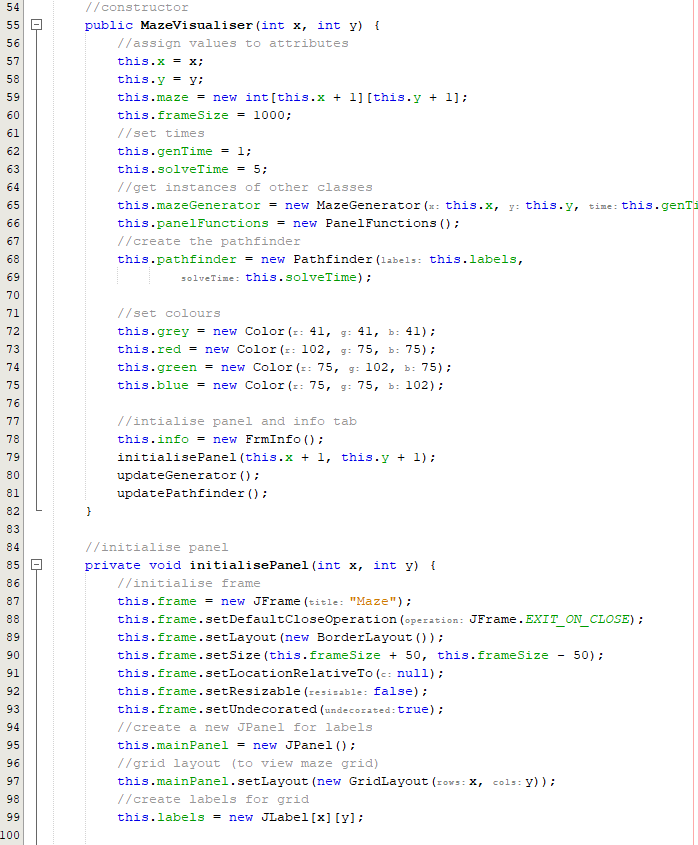 54 //constructor
55 public MazeVisualiser(int x, int y) {
56 //assign values to attributes
57 this.x = x;
58 this.y = y;
59 this.maze = new int[this.x + 1][this.y + 1];
60 this.frameSize = 1000;
61 //set times
62 this.genTime = 1;
63 this.solveTime = 5;
64 //get instances of other classes
65 this.mazeGenerator = new MazeGenerator(x: this.x, y: this.y, time: this.genTi
66 this.panelFunctions = new PanelFunctions();
67 //create the pathfinder
68 this.pathfinder = new Pathfinder(labels: this.labels,
69 solveTime: this.solveTime);
70
71 //set colours
72 this.grey = new Color(r: 41, g: 41, b: 41);
73 this.red = new Color(r: 102, g: 75, b: 75);
74 this.green = new Color(r: 75, g: 102, b: 75);
75 this.blue = new Color(r: 75, g: 75, b: 102);
76
77 //intialise panel and info tab
78 this.info = new FrmInfo();
79 initialisePanel(this.x + 1, this.y + 1);
80 updateGenerator();
81 updatePathfinder();
82 }
83
84 //initialise panel
85 private void initialisePanel(int x, int y) {
86 //initialise frame
87 this.frame = new JFrame(title: "Maze");
88 this.frame.setDefaultCloseOperation(operation: JFrame.EXIT_ON_CLOSE);
89 this.frame.setLayout(new BorderLayout());
90 this.frame.setSize(this.frameSize + 50, this.frameSize - 50);
91 this.frame.setLocationRelativeTo(c: null);
92 this.frame.setResizable(resizable: false);
93 this.frame.setUndecorated(undecorated: true);
94 //create a new JPanel for labels
95 this.mainPanel = new JPanel();
96 //grid layout (to view maze grid)
97 this.mainPanel.setLayout(new GridLayout(rows: x, cols: y));
98 //create labels for grid
99 this.labels = new JLabel[x][y];
100